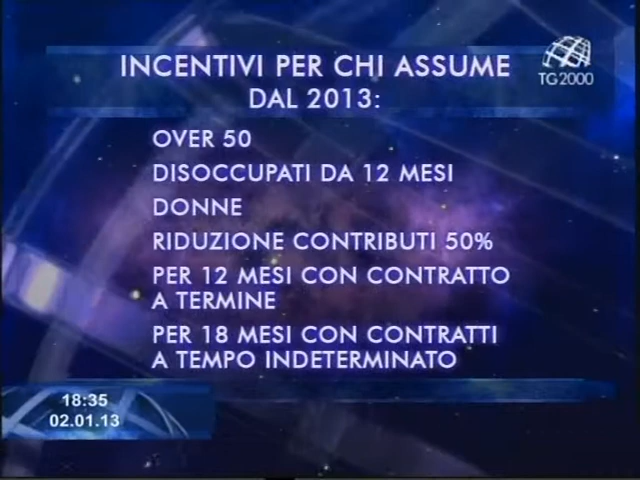 INCENTIVI PER CHI ASSUME
DAL 2013:
TG2000
OVER 50
DISOCCUPATI DA 12 MESI
DONNE
RIDUZIONE CONTRIBUTI 50%
PER 12 MESI CON CONTRATTO
A TERMINE
PER 18 MESI CON CONTRATTI
A TEMPO INDETERMINATO
18:35
02.01.13